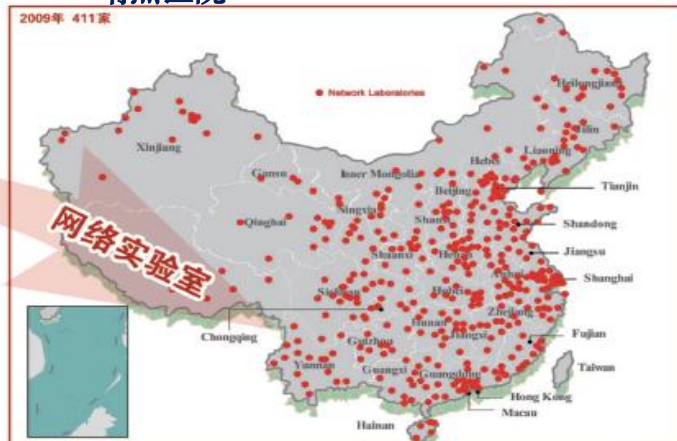 2009年 411家
Network Laboratories
Heilongjiang
Jilin
Liaoning
Xinjiang
Gansu
Inner Mongolia
Hebei
Beijing
Tianjin
Ningxia
Shanxi
Qinghai
Shandong
Shaanxi
Henan
Jiangsu
网络实验室
Anhui
Shanghai
Sichuan
Hubei
Zhejiang
Chongqing
Hunan
Jiangxi
Fujian
Guizhou
Taiwan
Yunnan
Guangxi
Guangdong
Hong Kong
Macau
Hainan